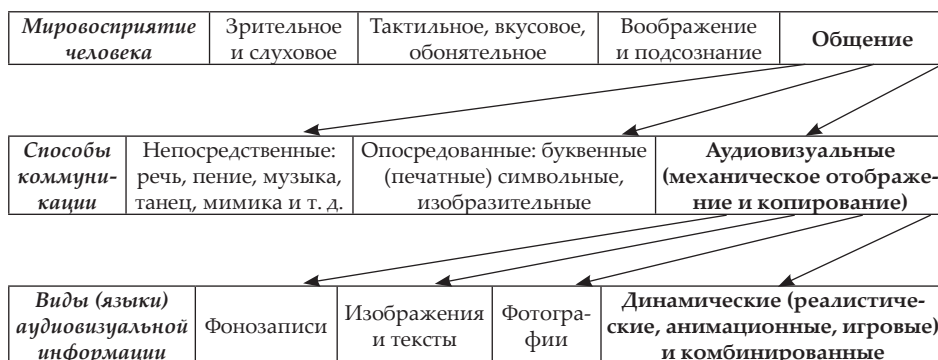 Мировосприятие
человека
Зрительное
и слуховое
Тактильное, вкусовое,
обонятельное
Воображение
и подсознание
Общение
Способы
коммуни-
кации
Непосредственные:
речь, пение, музыка,
танец, мимика и т. д.
Опосредованные: буквенные
(печатные) символьные,
изобразительные
Аудиовизуальные
(механическое отображе-
ние и копирование)
Виды (языки)
аудиовизуальной
информации
Фонозаписи
Изображения
и тексты
Фотогра-
фии
Динамические (реалистиче-
ские, анимационные, игровые)
и комбинированные